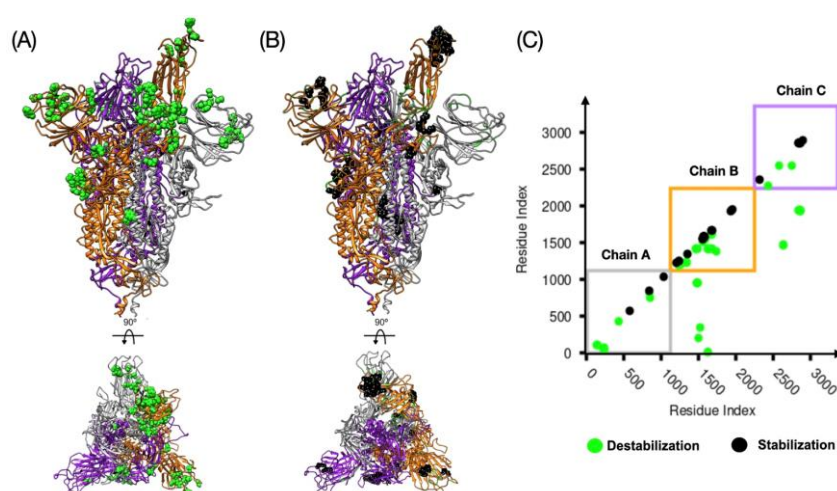 (A)
(B)
(C)
90°
90°
Chain A
Chain B
Chain C
Residue Index
3000
2500
2000
1500
1000
500
0
0
500
1000
1500
2000
2500
3000
Residue Index
Destabilization
Stabilization